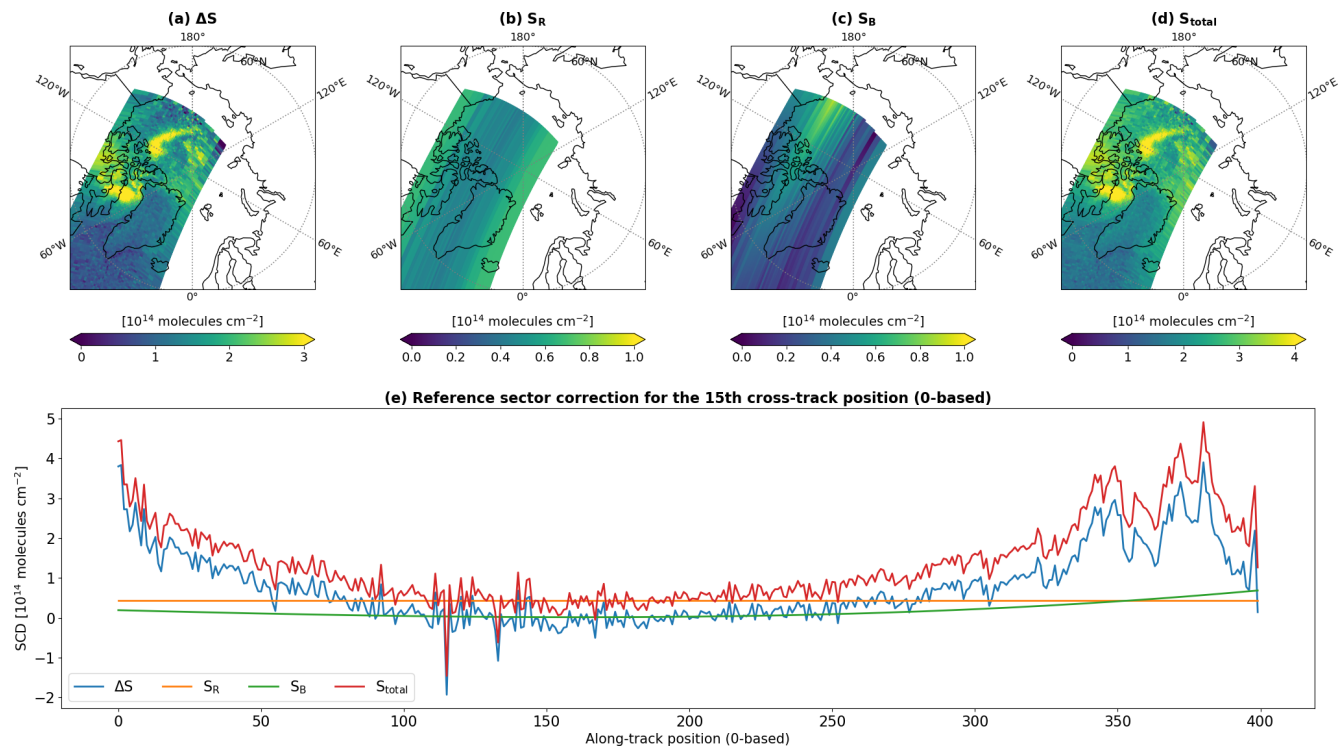 (a) ΔS
(b) S_R
(c) S_B
(d) S_total
180°
180°
180°
180°
60°N
60°N
60°N
60°N
120°W
120°E
120°W
120°E
120°W
120°E
120°W
120°E
60°W
60°E
60°W
60°E
60°W
60°E
60°W
60°E
0°
0°
0°
0°
[10¹⁴ molecules cm⁻²]
[10¹⁴ molecules cm⁻²]
[10¹⁴ molecules cm⁻²]
[10¹⁴ molecules cm⁻²]
0 1 2 3
0.0 0.2 0.4 0.6 0.8 1.0
0.0 0.2 0.4 0.6 0.8 1.0
0 1 2 3 4
(e) Reference sector correction for the 15th cross-track position (0-based)
SCD [10¹⁴ molecules cm⁻²]
5
4
3
2
1
0
−1
−2
ΔS S_R S_B S_total
0 50 100 150 200 250 300 350 400
Along-track position (0-based)